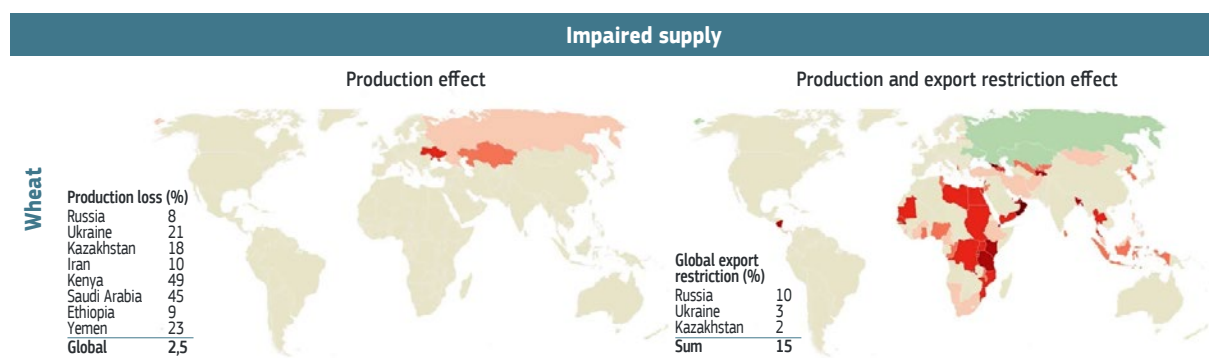 Impaired supply
Production effect
Production and export restriction effect
Wheat
Production loss (%)
Russia 8
Ukraine 21
Kazakhstan 18
Iran 10
Kenya 49
Saudi Arabia 45
Ethiopia 9
Yemen 23
Global 2,5
Global export
restriction (%)
Russia 10
Ukraine 3
Kazakhstan 2
Sum 15